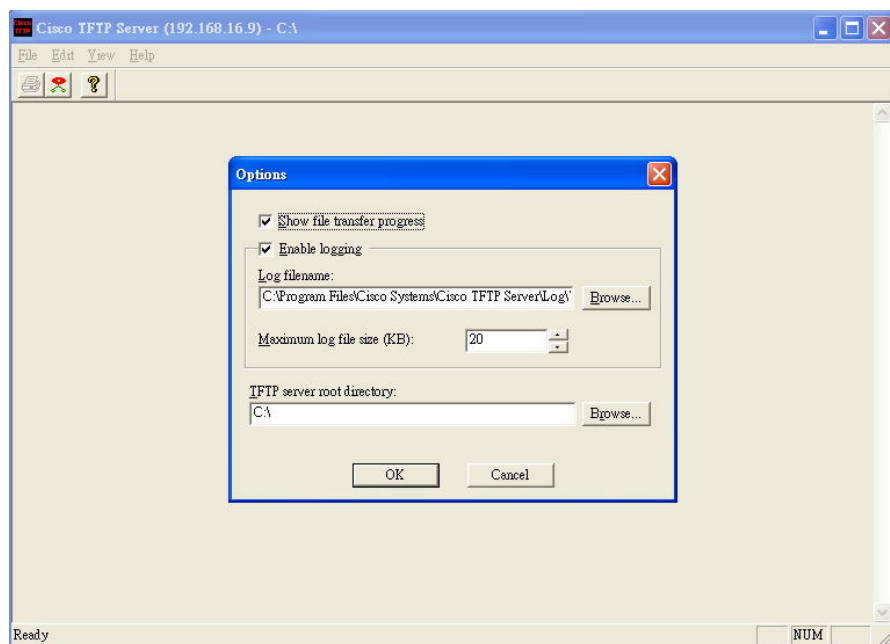 Cisco TFTP Server (192.168.16.9) - C:\
File Edit View Help
Options
Show file transfer progress
Enable logging
Log filename:
C:\Program Files\Cisco Systems\Cisco TFTP Server\Log\
Browse...
Maximum log file size (KB):
20
TFTP server root directory:
C:\
Browse...
OK
Cancel
Ready
NUM